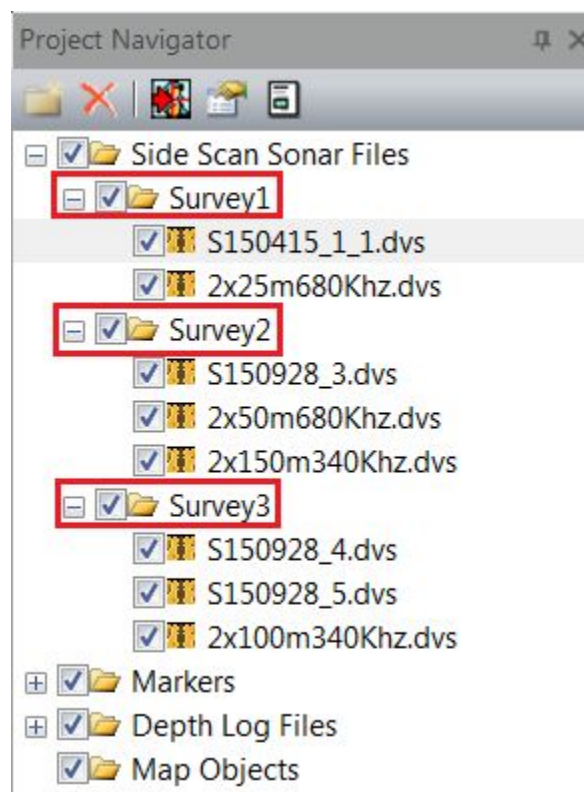 Project Navigator
Side Scan Sonar Files
Survey1
S150415_1_1.dvs
2x25m680Khz.dvs
Survey2
S150928_3.dvs
2x50m680Khz.dvs
2x150m340Khz.dvs
Survey3
S150928_4.dvs
S150928_5.dvs
2x100m340Khz.dvs
Markers
Depth Log Files
Map Objects